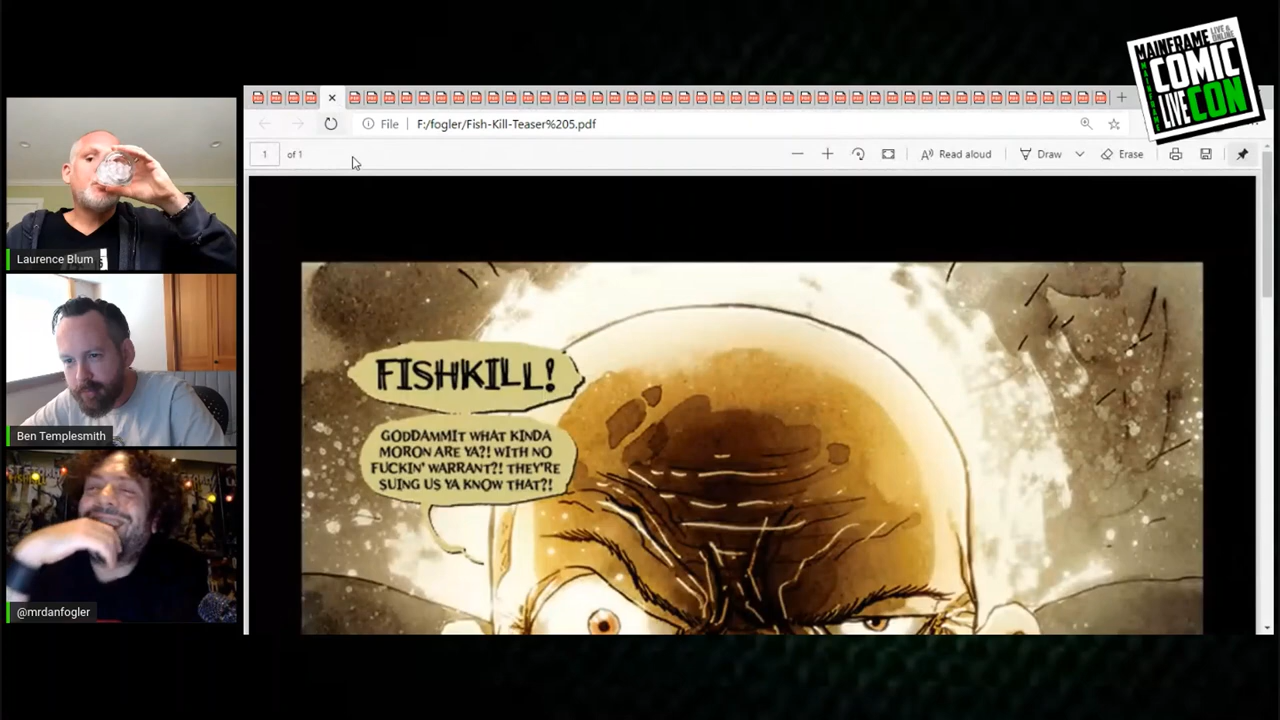 MAINFRAME LIVE & ONLINE
COMIC
LIVE CON
File F:/fogler/Fish-Kill-Teaser%205.pdf
1 of 1
Read aloud
Draw
Erase
Laurence Blum
Ben Templesmith
@mrdanfogler
FISHKILL!
GODDAMMIT WHAT KINDA
MORON ARE YA?! WITH NO
FUCKIN' WARRANT?! THEY'RE
SUING US YA KNOW THAT?!